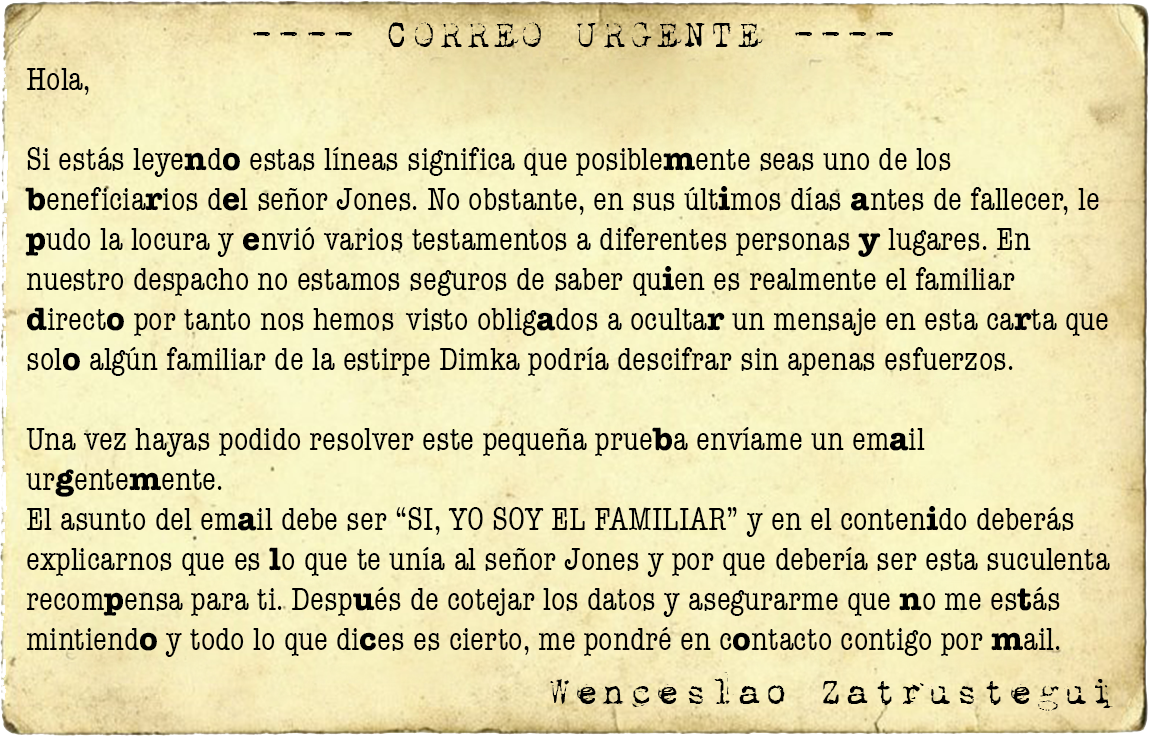 ---- CORREO URGENTE ----
Hola,
Si estás leyendo estas líneas significa que posiblemente seas uno de los
beneficiarios del señor Jones. No obstante, en sus últimos días antes de fallecer, le
pudo la locura y envió varios testamentos a diferentes personas y lugares. En
nuestro despacho no estamos seguros de saber quien es realmente el familiar
directo por tanto nos hemos visto obligados a ocultar un mensaje en esta carta que
solo algún familiar de la estirpe Dimka podría descifrar sin apenas esfuerzos.
Una vez hayas podido resolver este pequeña prueba envíame un email
urgentemente.
El asunto del email debe ser “SI, YO SOY EL FAMILIAR” y en el contenido deberás
explicarnos que es lo que te unía al señor Jones y por que debería ser esta suculenta
recompensa para ti. Después de cotejar los datos y asegurarme que no me estás
mintiendo y todo lo que dices es cierto, me pondré en contacto contigo por mail.
Wenceslao Zatrustegui